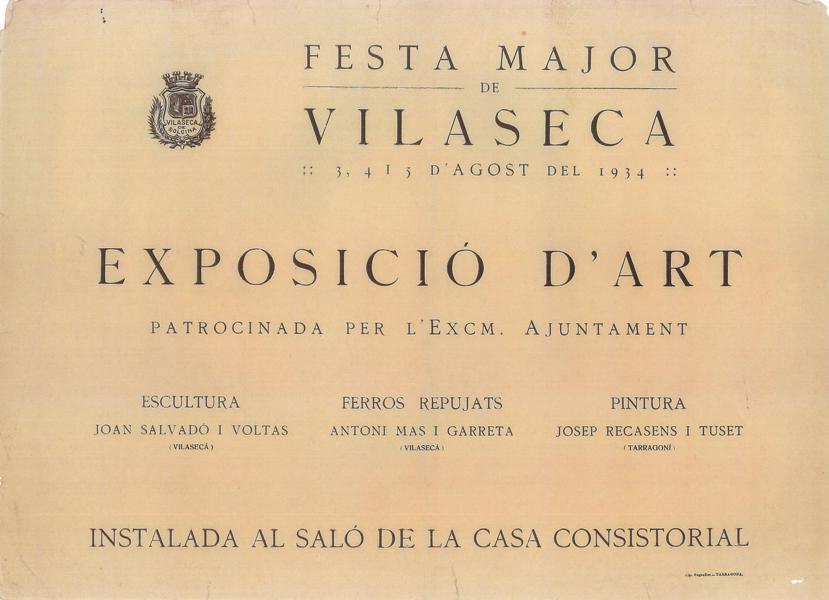 FESTA MAJOR
DE
VILASECA
:: 3, 4 I 5 D'AGOST DEL 1934 ::
VILASECA
DE
SOLCINA
EXPOSICIÓ D'ART
PATROCINADA PER L'EXCM. AJUNTAMENT
ESCULTURA
JOAN SALVADÓ I VOLTAS
(VILASECÀ)
FERROS REPUJATS
ANTONI MAS I GARRETA
(VILASECÀ)
PINTURA
JOSEP RECASENS I TUSET
(TARRAGONÍ)
INSTALADA AL SALÓ DE LA CASA CONSISTORIAL
TARRAGONA.